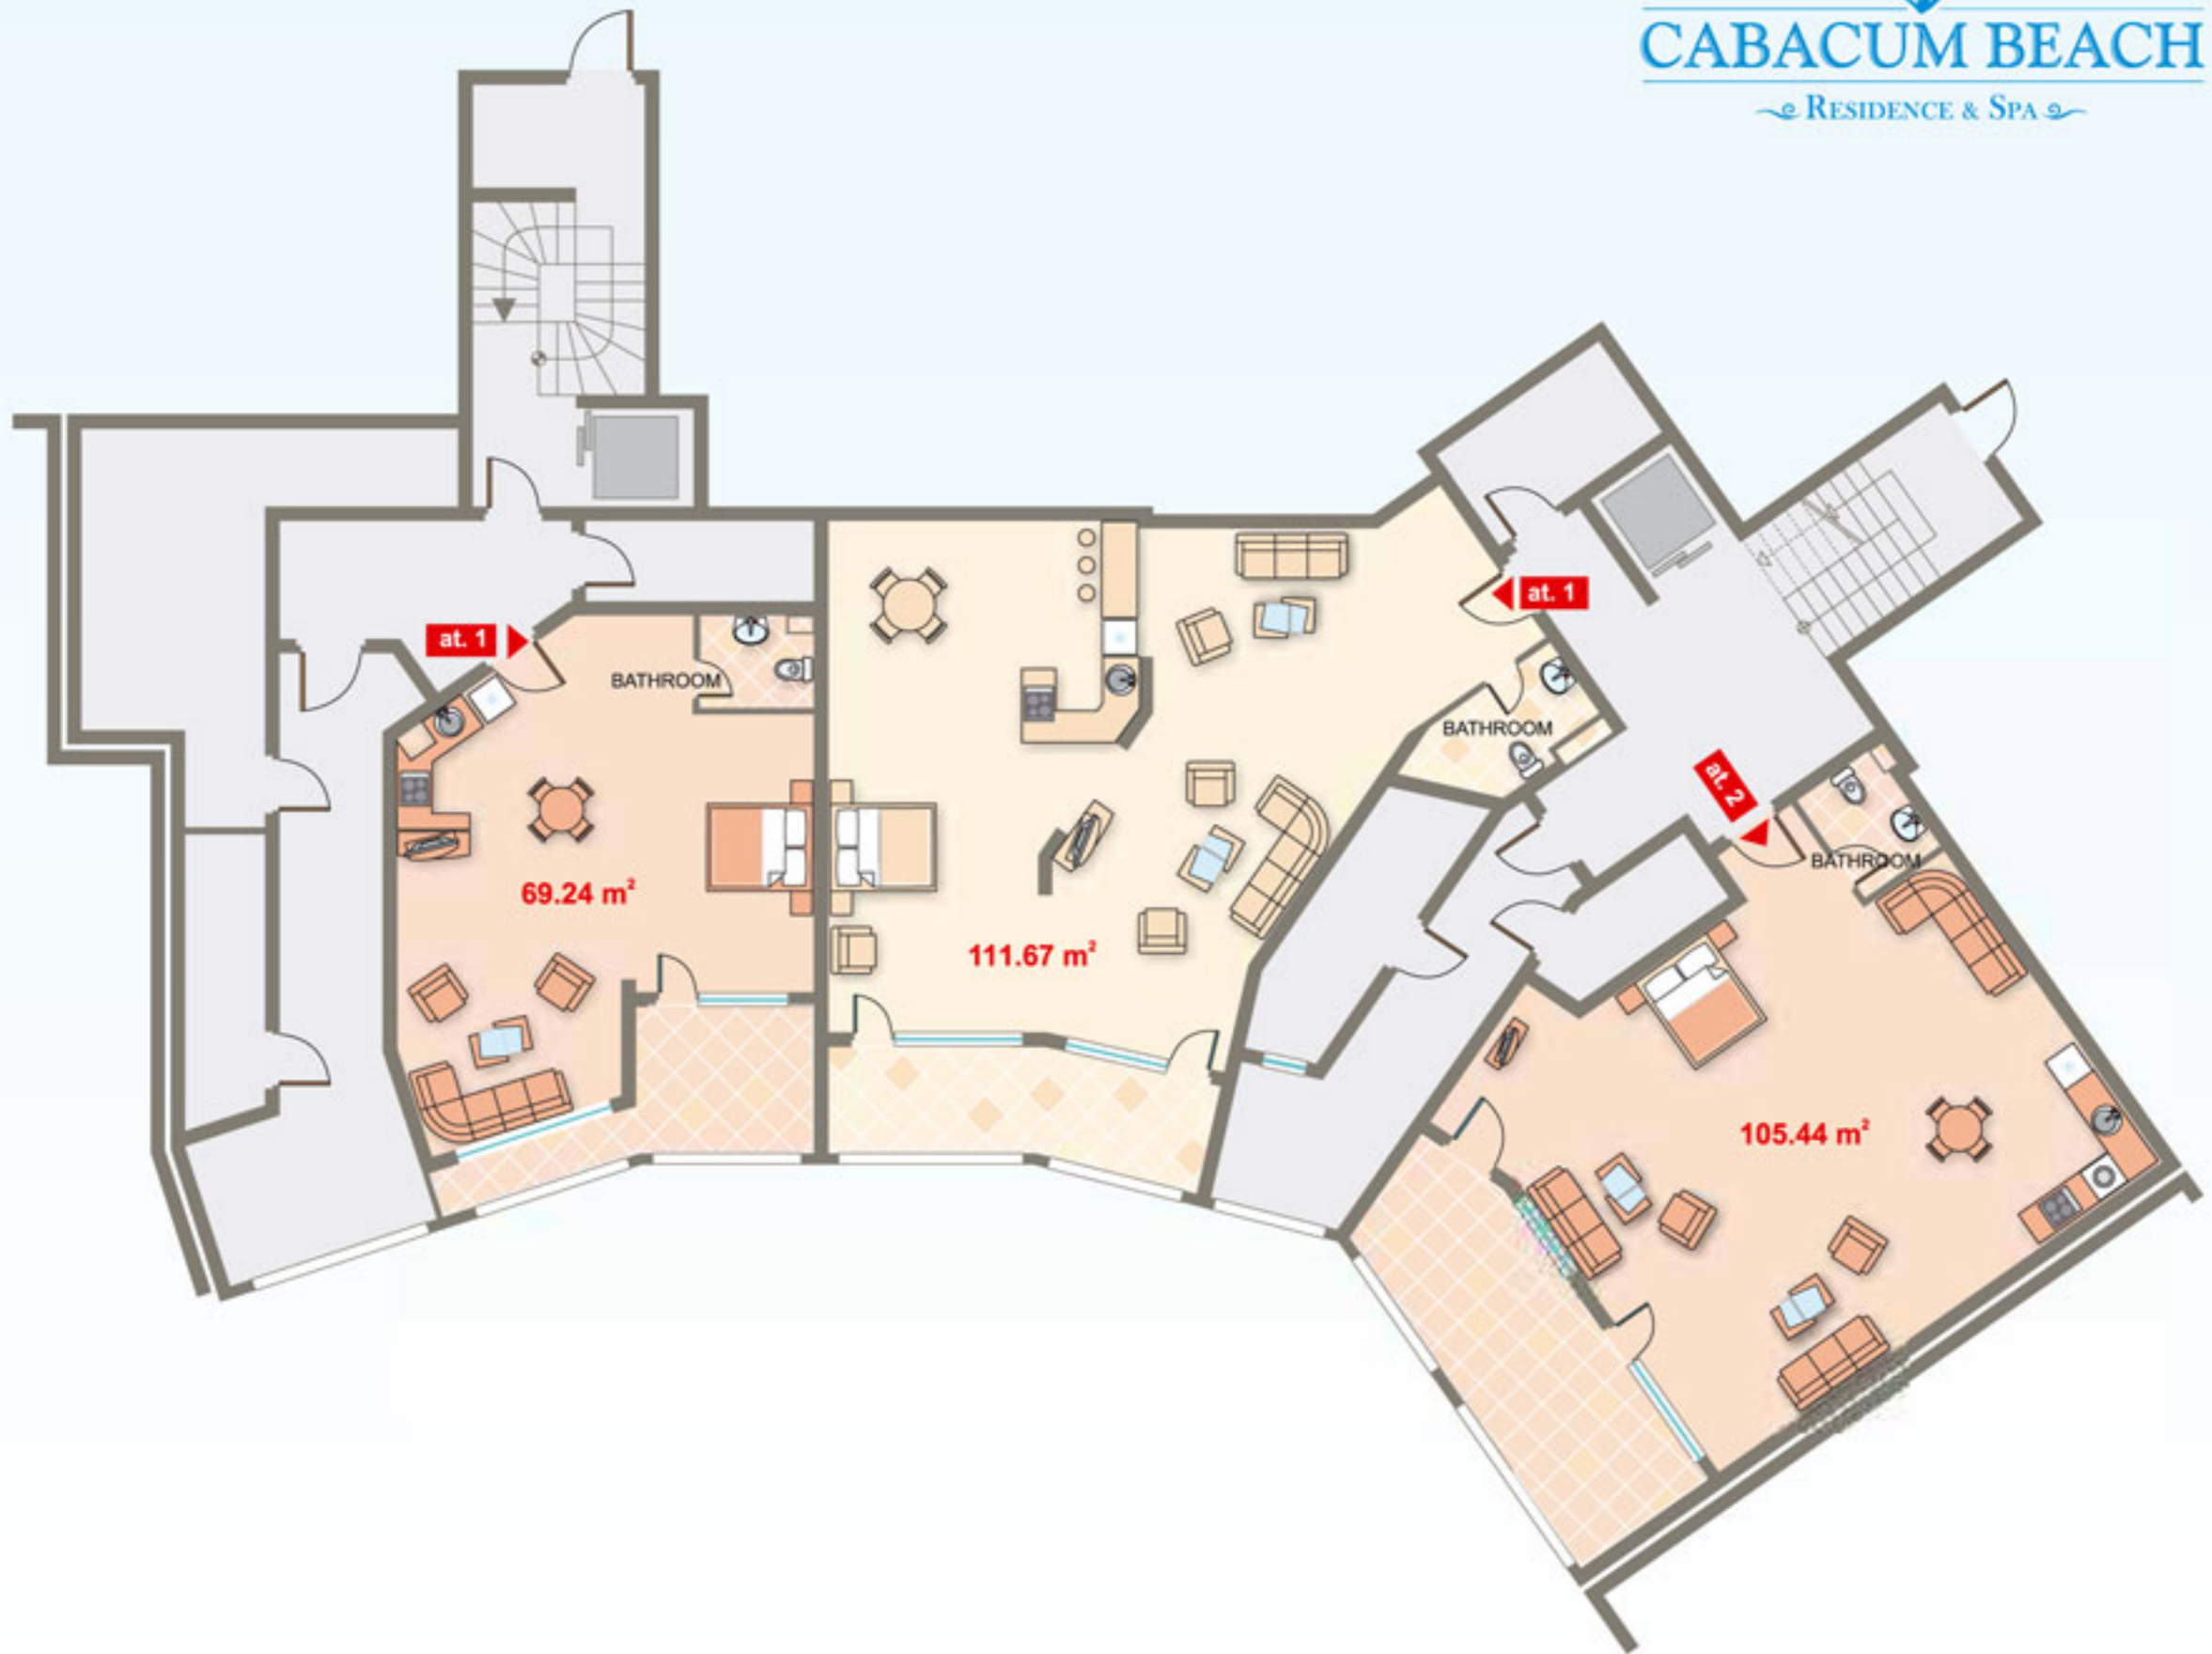 CABACUM BEACH
RESIDENCE & SPA
at. 1
at. 1
BATHROOM
BATHROOM
at. 2
BATHROOM
69.24 m²
111.67 m²
105.44 m²